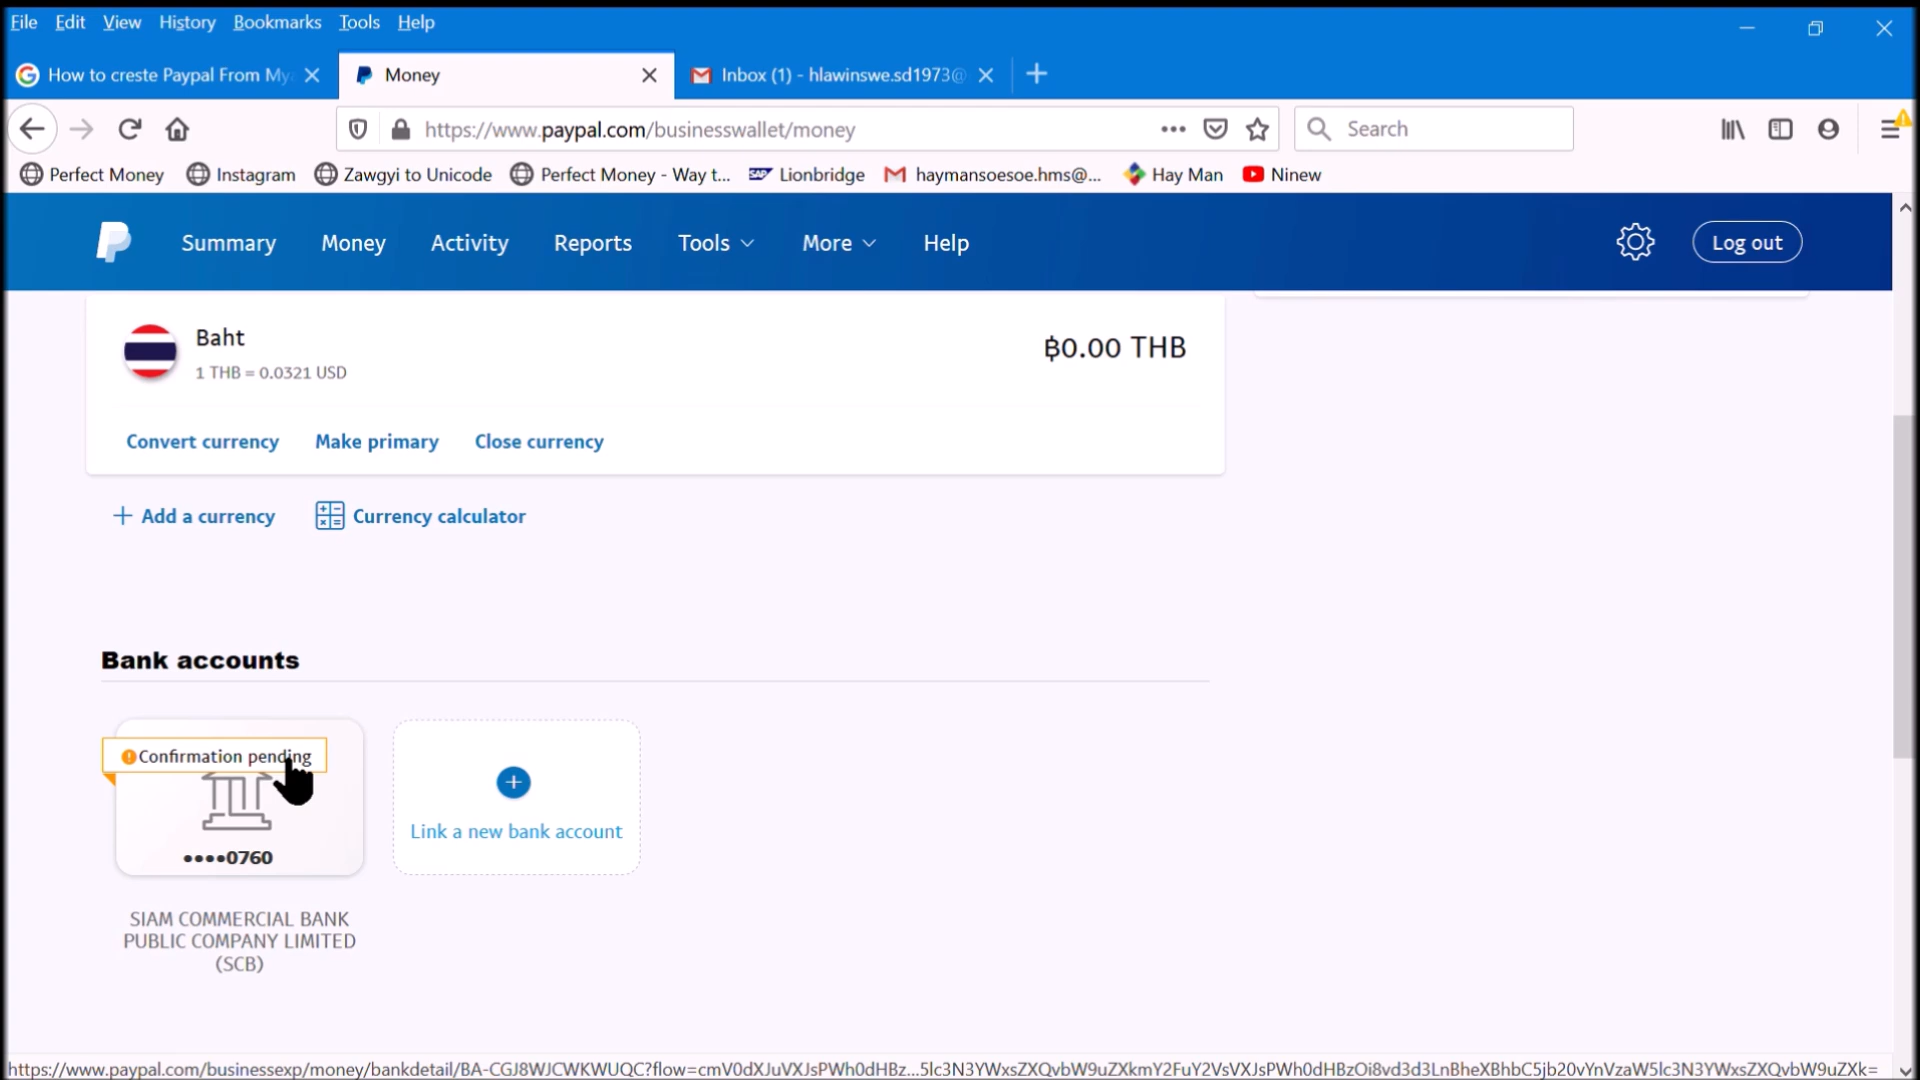 File Edit View History Bookmarks Tools Help
How to creste Paypal From My
Money
Inbox (1) - hlawinswe.sd1973@
https://www.paypal.com/businesswallet/money
Search
Perfect Money
Instagram
Zawgyi to Unicode
Perfect Money - Way t...
SAP
Lionbridge
haymansoesoe.hms@...
Hay Man
Ninew
Summary Money Activity Reports Tools More Help
Log out
Baht
1 THB = 0.0321 USD
฿0.00 THB
Convert currency Make primary Close currency
+ Add a currency Currency calculator
Bank accounts
Confirmation pending
••••0760
Link a new bank account
SIAM COMMERCIAL BANK
PUBLIC COMPANY LIMITED
(SCB)
https://www.paypal.com/businessexp/money/bankdetail/BA-CGJ8WJCWKWUQC?flow=cmV0dXJuVXJsPWh0dHBz...5lc3N3YWxsZXQvbW9uZXkmY2FuY2VsVXJsPWh0dHBzOi8vd3d3LnBheXBhbC5jb20vYnVzaW5lc3N3YWxsZXQvbW9uZXk=